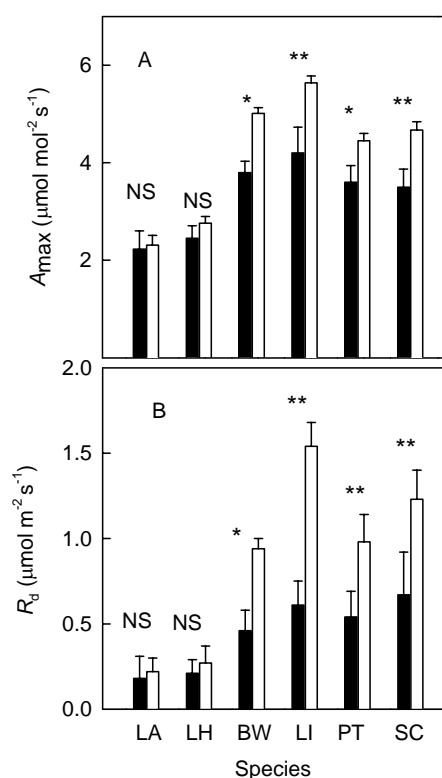 A
6
4
2
Amax (μmol mol⁻² s⁻¹)
NS NS * ** * **
B
2.0
1.5
1.0
0.5
0.0
Rd (μmol m⁻² s⁻¹)
NS NS * ** ** **
LA LH BW LI PT SC
Species